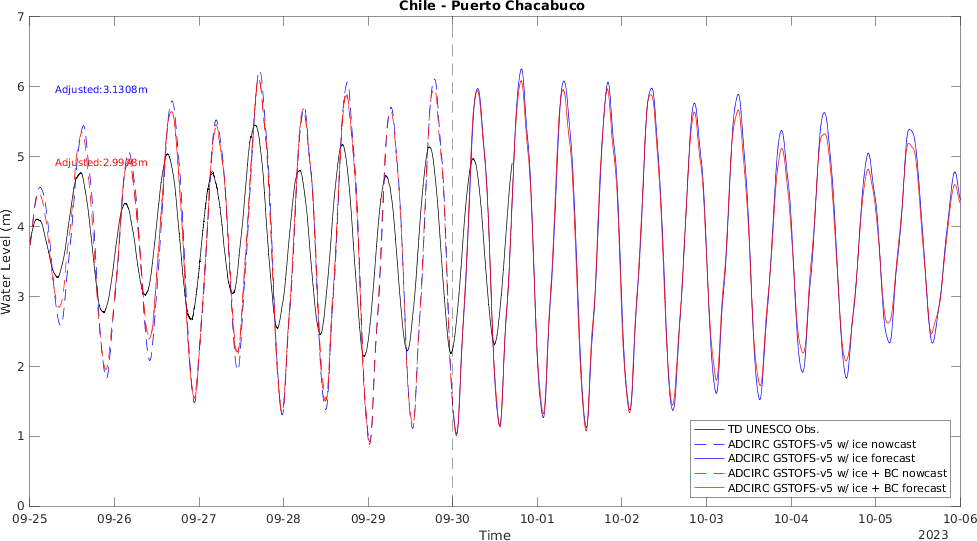 Chile - Puerto Chacabuco
7
6
5
4
3
2
1
0
Water Level (m)
Adjusted:3.1308m
TD UNESCO Obs.
ADCIRC GSTOFS-v5 w/ ice nowcast
ADCIRC GSTOFS-v5 w/ ice forecast
ADCIRC GSTOFS-v5 w/ ice + BC nowcast
ADCIRC GSTOFS-v5 w/ ice + BC forecast
09-25 09-26 09-27 09-28 09-29 09-30 10-01 10-02 10-03 10-04 10-05 10-06
Time
2023